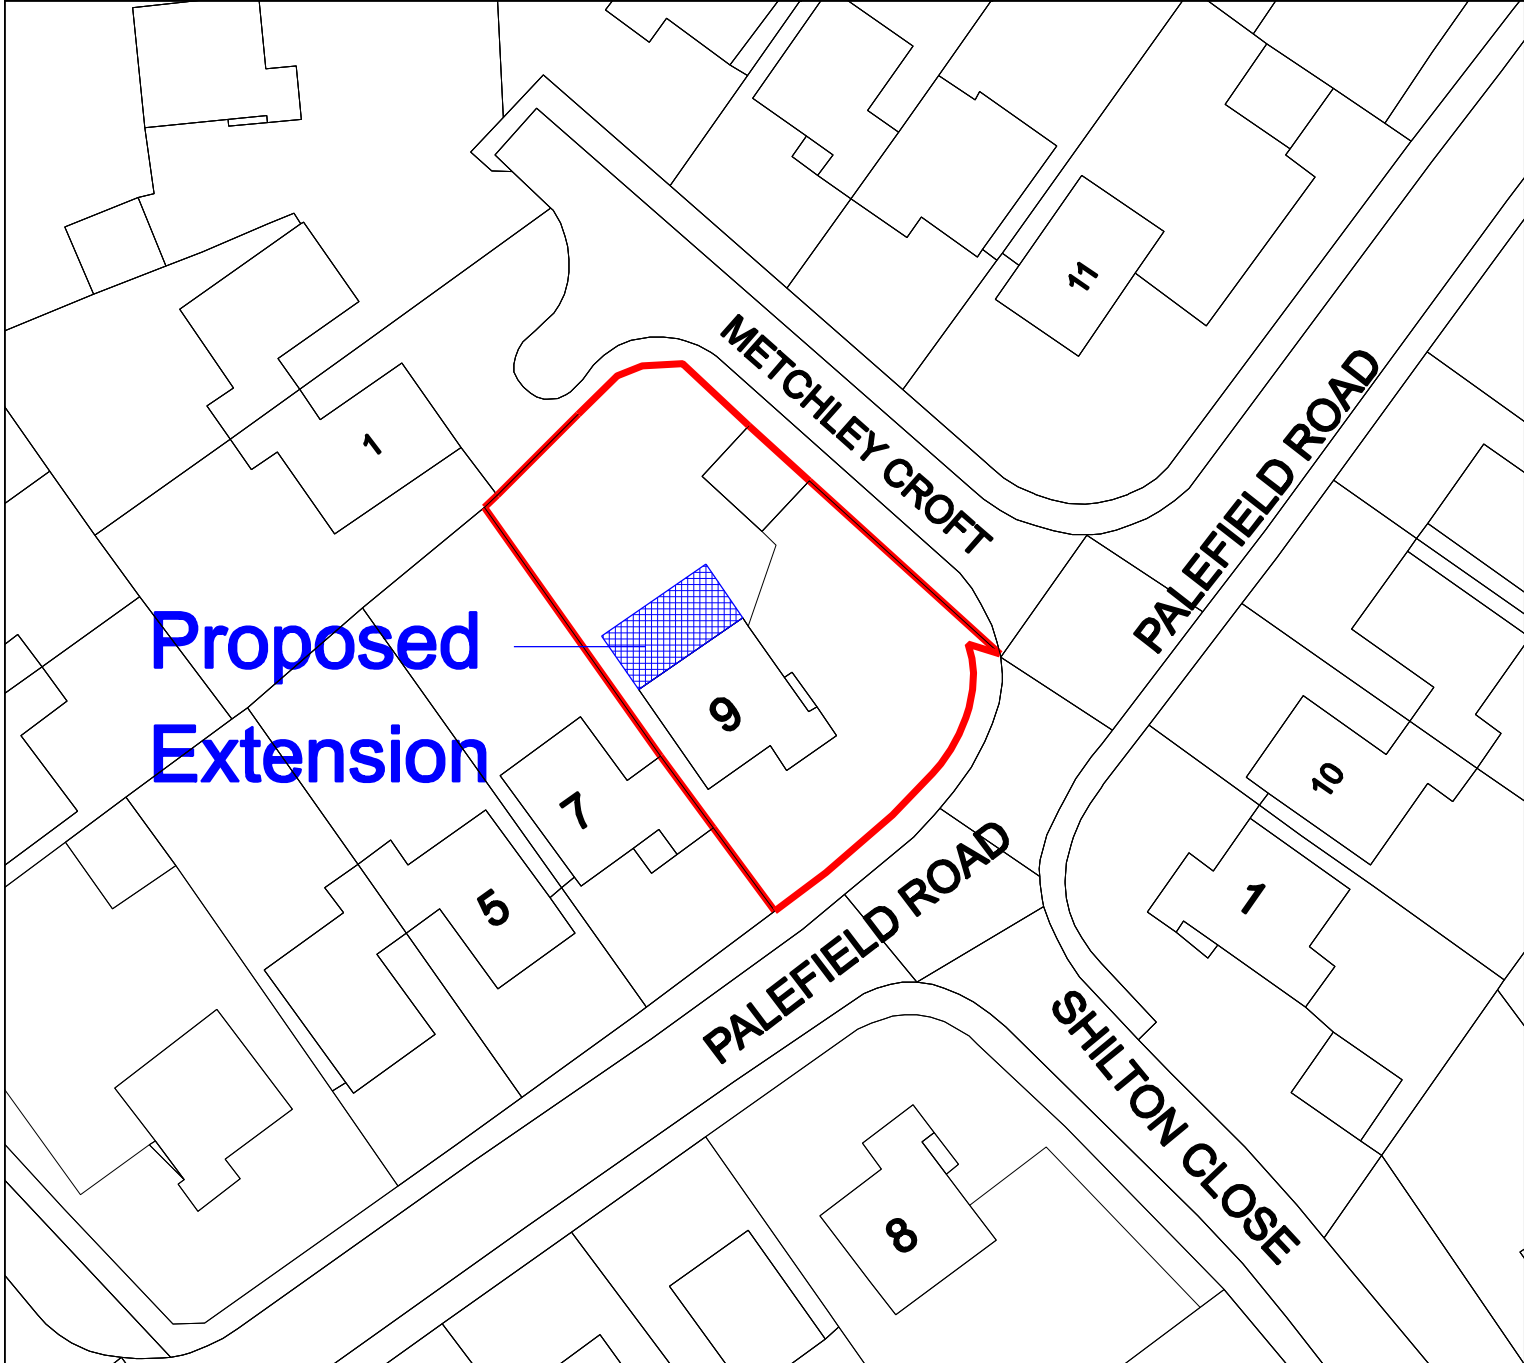 11
METCHLEY CROFT
PALEFIELD ROAD
1
Proposed
Extension
9
7
10
5
1
PALEFIELD ROAD
SHILTON CLOSE
8